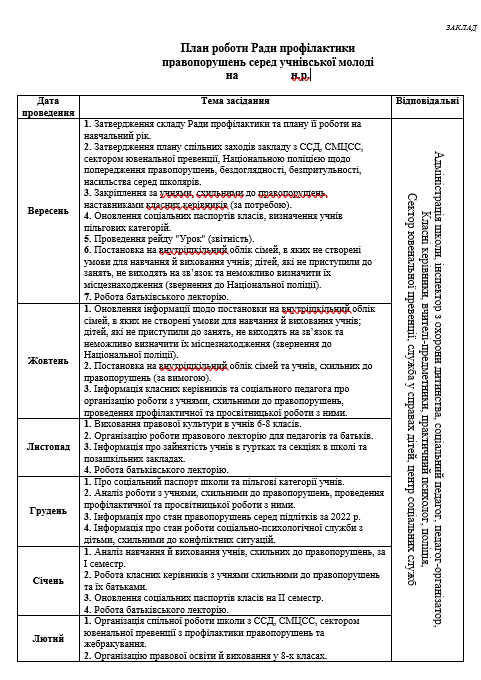 ЗАКЛАД
План роботи Ради профілактики
правопорушень серед учнівської молоді
на н.р.
Дата
проведення
Тема засідання
Відповідальні
Вересень
1. Затвердження складу Ради профілактики та плану її роботи на
навчальний рік.
2. Затвердження плану спільних заходів закладу з ССД, СМЦСС,
сектором ювенальної превенції, Національною поліцією щодо
попередження правопорушень, бездоглядності, безпритульності,
насильства серед школярів.
3. Закріплення за учнями, схильними до правопорушень,
наставниками класних керівників (за потребою).
4. Оновлення соціальних паспортів класів, визначення учнів
пільгових категорій.
5. Проведення рейду "Урок" (звітність).
6. Постановка на внутрішкільний облік сімей, в яких не створені
умови для навчання й виховання учнів; дітей, які не приступили до
занять, не виходять на зв’язок та неможливо визначити їх
місцезнаходження (звернення до Національної поліції).
7. Робота батьківського лекторію.
Жовтень
1. Оновлення інформації щодо постановки на внутрішкільний облік
сімей, в яких не створені умови для навчання й виховання учнів;
дітей, які не приступили до занять, не виходять на зв’язок та
неможливо визначити їх місцезнаходження (звернення до
Національної поліції).
2. Постановка на внутрішкільний облік сімей та учнів, схильних до
правопорушень (за вимогою).
3. Інформація класних керівників та соціального педагога про
організацію роботи з учнями, схильними до правопорушень,
проведення профілактичної та просвітницької роботи з ними.
Листопад
1. Виховання правової культури в учнів 6-8 класів.
2. Організацію роботи правового лекторію для педагогів та батьків.
3. Інформація про зайнятість учнів в гуртках та секціях в школі та
позашкільних закладах.
4. Робота батьківського лекторію.
Грудень
1. Про соціальний паспорт школи та пільгові категорії учнів.
2. Аналіз роботи з учнями, схильними до правопорушень, проведення
профілактичної та просвітницької роботи з ними.
3. Інформація про стан правопорушень серед підлітків за 2022 р.
4. Інформація про стан роботи соціально-психологічної служби з
дітьми, схильними до конфліктних ситуацій.
Січень
1. Аналіз навчання й виховання учнів, схильних до правопорушень, за
І семестр.
2. Робота класних керівників з учнями схильними до правопорушень
та їх батьками.
3. Оновлення соціальних паспортів класів на ІІ семестр.
4. Робота батьківського лекторію.
Лютий
1. Організація спільної роботи школи з ССД, СМЦСС, сектором
ювенальної превенції з профілактики правопорушень та
жебракування.
2. Організацію правової освіти й виховання у 8-х класах.
Адміністрація школи, інспектор з охорони дитинства, соціальний педагог, педагог-організатор,
Класні керівники, вчителі-предметники, практичний психолог, поліція,
Сектор ювенальної превенції, служба у справах дітей, центр соціальних служб